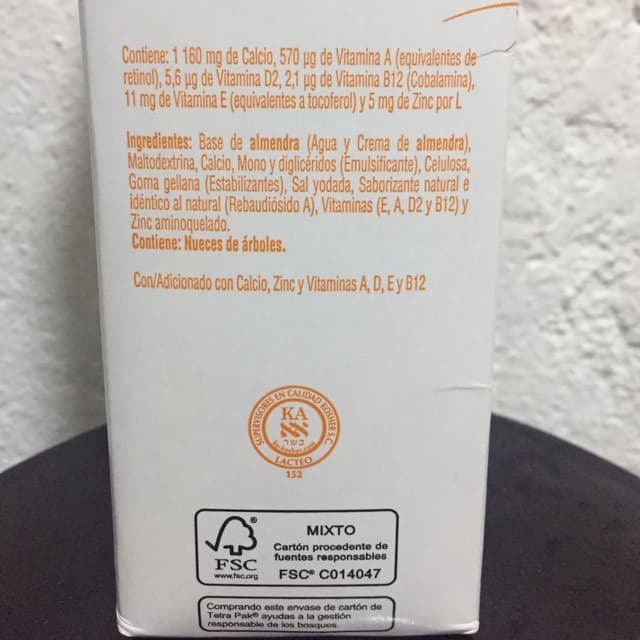 Contiene: 1 160 mg de Calcio, 570 µg de Vitamina A (equivalentes de
retinol), 5,6 µg de Vitamina D2, 2,1 µg de Vitamina B12 (Cobalamina),
11 mg de Vitamina E (equivalentes a tocoferol) y 5 mg de Zinc por L
Ingredientes: Base de almendra (Agua y Crema de almendra),
Maltodextrina, Calcio, Mono y diglicéridos (Emulsificante), Celulosa,
Goma gellana (Estabilizantes), Sal yodada, Saborizante natural e
idéntico al natural (Rebaudiósido A), Vitaminas (E, A, D2 y B12) y
Zinc aminoquelado.
Contiene: Nueces de árboles.
Con/Adicionado con Calcio, Zinc y Vitaminas A, D, E y B12
SUPERVISORES EN CALIDAD KOSHER S.C.
KA
כשר
ka-kosher.com
LACTEO
152
FSC®
www.fsc.org
MIXTO
Cartón procedente de
fuentes responsables
FSC® C014047
Comprando este envase de cartón de
Tetra Pak® ayudas a la gestión
responsable de los bosques.